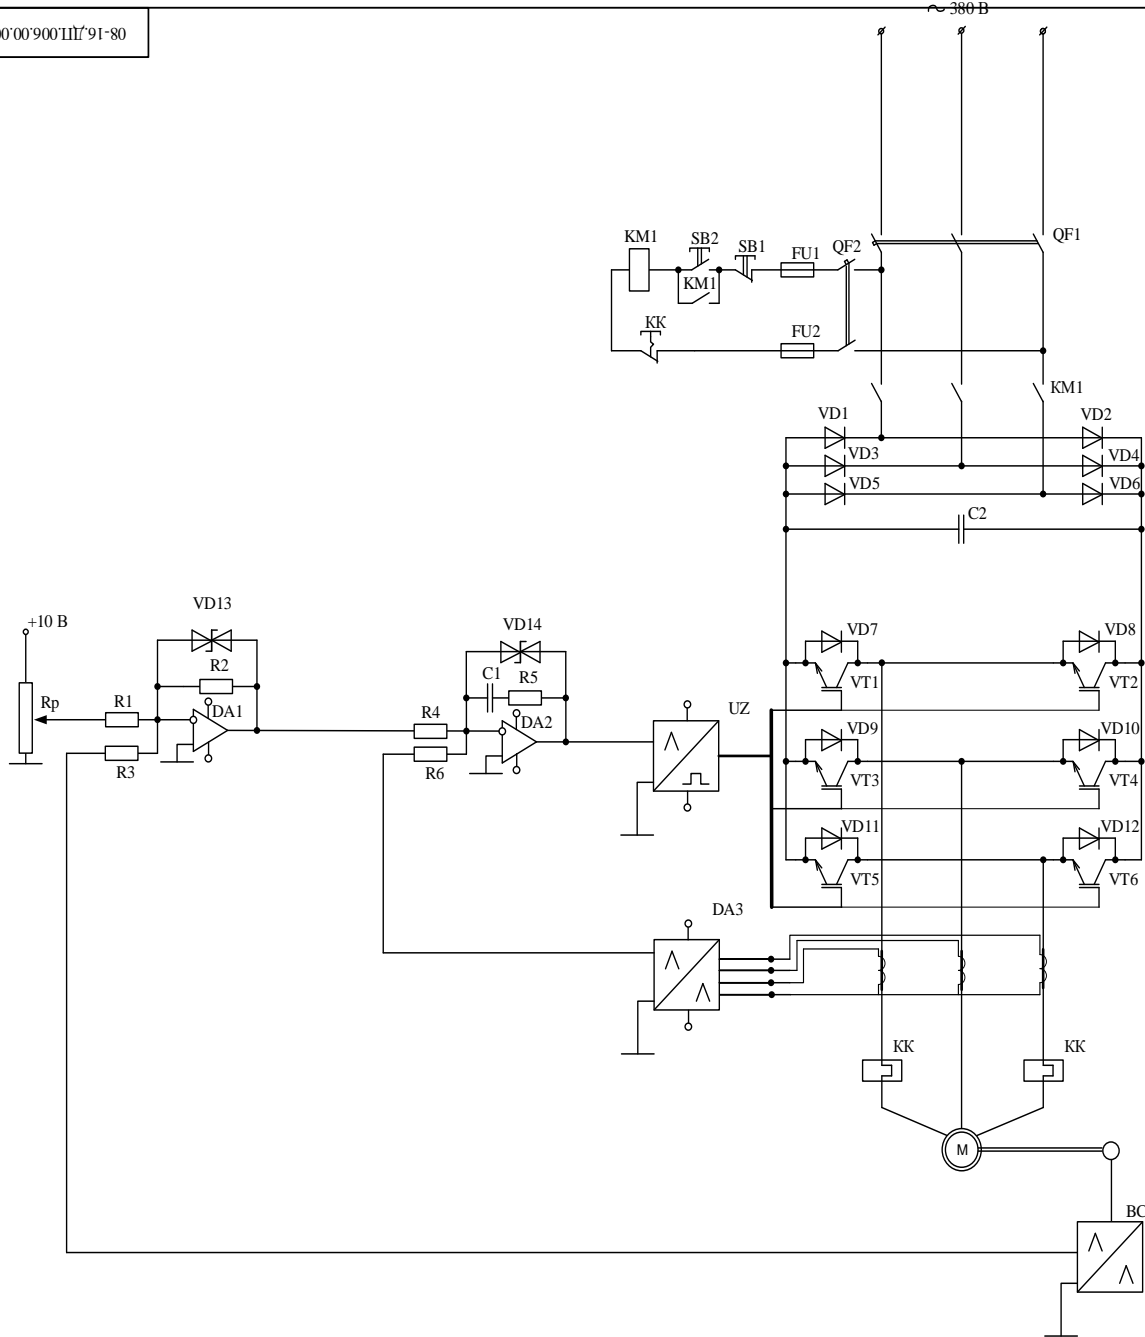 ~ 380 В
08-16.ДП.006.00.00
QF1
KM1
SB2
SB1
FU1
QF2
KM1
KK
FU2
KM1
VD1
VD2
VD3
VD4
VD5
VD6
C2
VD13
+10 В
VD14
VD7
VD8
R2
C1
R5
Rp
R1
DA1
R4
DA2
VT1
VT2
UZ
VD9
VD10
R3
R6
VT3
VT4
VD11
VD12
VT5
VT6
DA3
KK
KK
M
BC